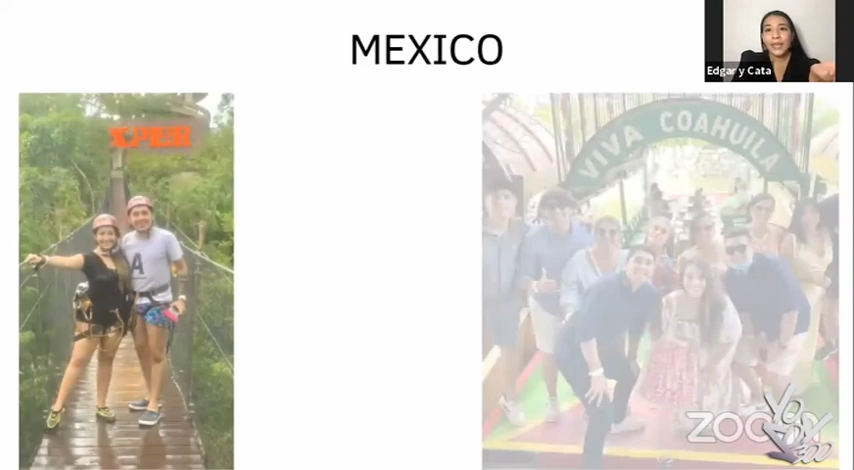 MEXICO
Edgar y Cata
XPER
VIVA COAHUILA
A
zoom